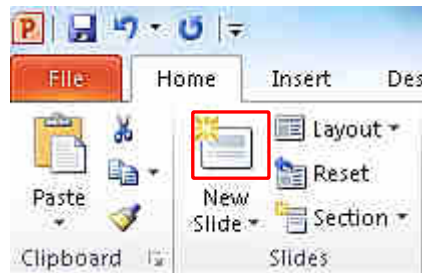 P
File Home Insert Des
Layout
Reset
Paste New Slide Section
Clipboard Slides